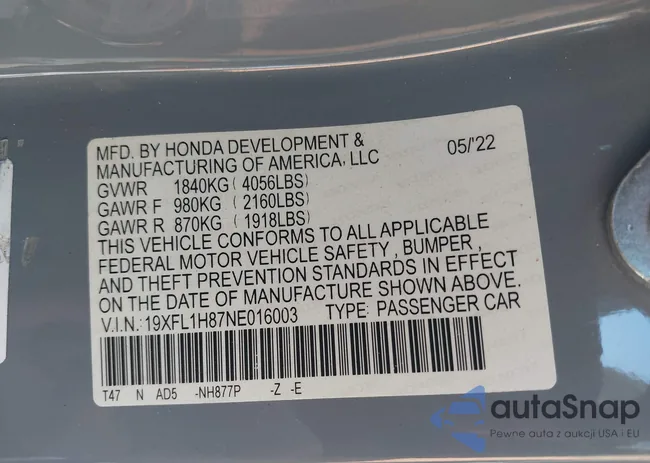 MFD. BY HONDA DEVELOPMENT &
MANUFACTURING OF AMERICA, LLC 05/'22
GVWR 1840KG ( 4056LBS)
GAWR F 980KG ( 2160LBS)
GAWR R 870KG ( 1918LBS)
THIS VEHICLE CONFORMS TO ALL APPLICABLE
FEDERAL MOTOR VEHICLE SAFETY , BUMPER ,
AND THEFT PREVENTION STANDARDS IN EFFECT
ON THE DATE OF MANUFACTURE SHOWN ABOVE.
V.I.N.:19XFL1H87NE016003 TYPE: PASSENGER CAR
T47 N AD5 -NH877P -Z -E
autaSnap
Pewne auta z aukcji USA i EU